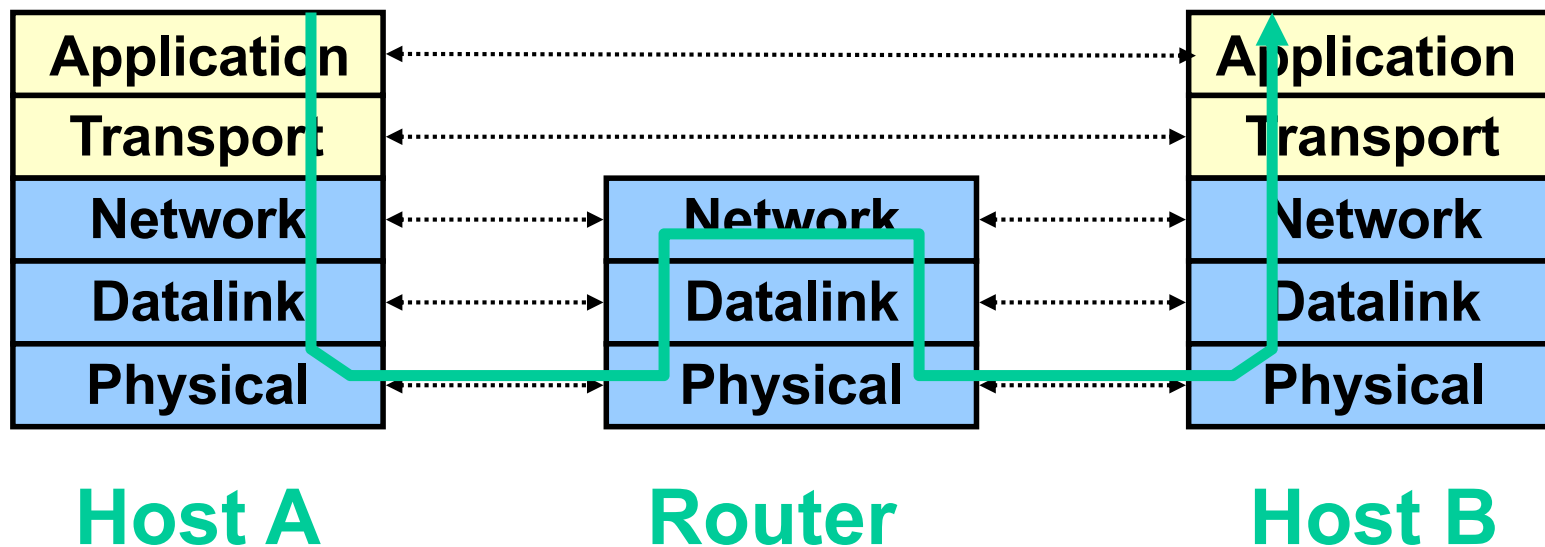 Application
Transport
Network
Datalink
Physical
Host A
Network
Datalink
Physical
Router
Application
Transport
Network
Datalink
Physical
Host B